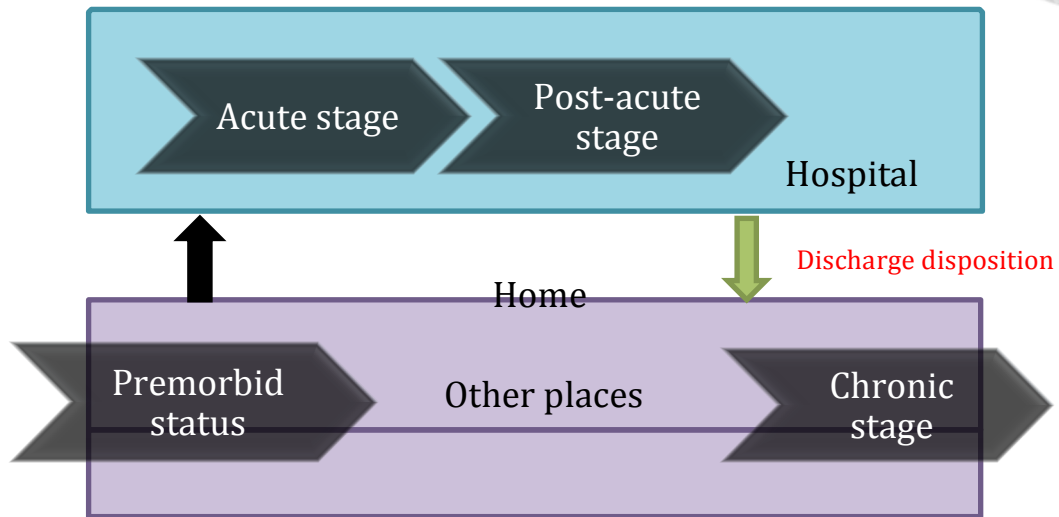 Acute stage
Post-acute
stage
Hospital
Discharge disposition
Home
Premorbid
status
Other places
Chronic
stage